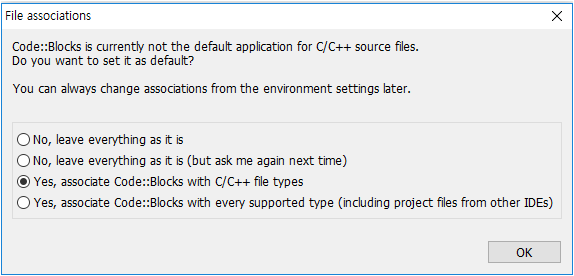 File associations
Code::Blocks is currently not the default application for C/C++ source files.
Do you want to set it as default?
You can always change associations from the environment settings later.
No, leave everything as it is
No, leave everything as it is (but ask me again next time)
Yes, associate Code::Blocks with C/C++ file types
Yes, associate Code::Blocks with every supported type (including project files from other IDEs)
OK